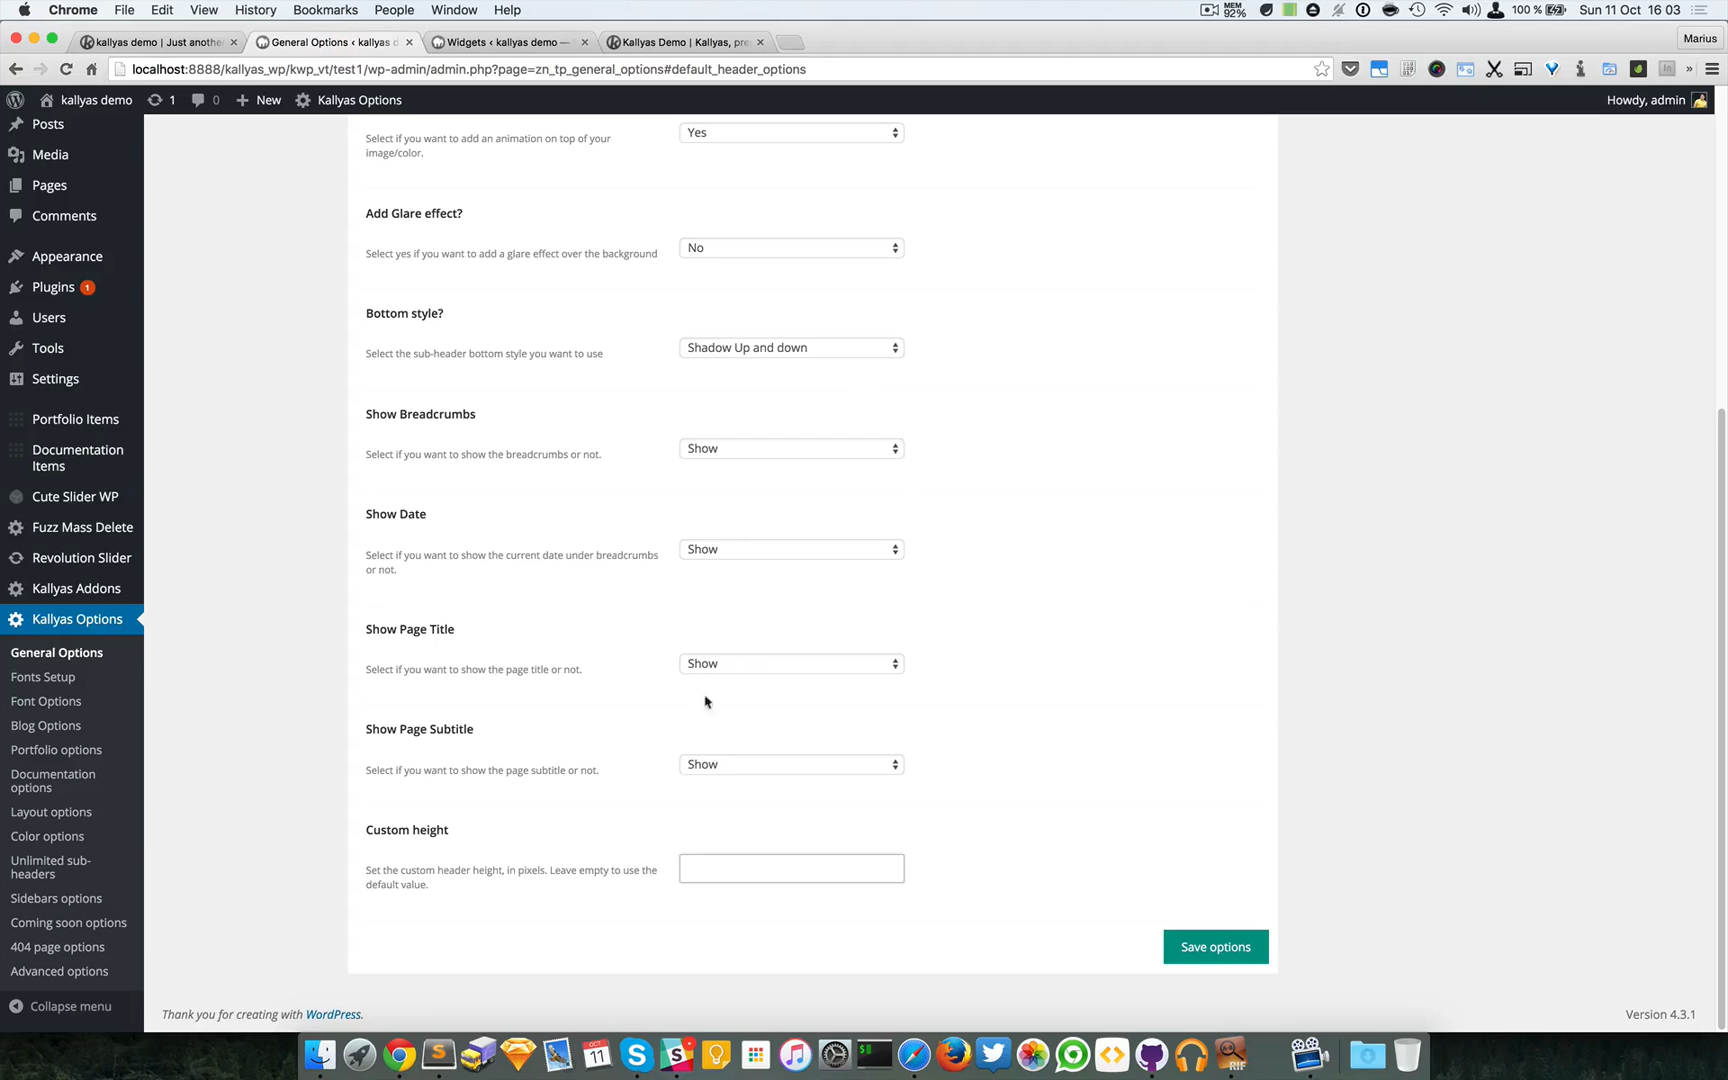 Chrome File Edit View History Bookmarks People Window Help MEM 92% 100 % Sun 11 Oct 16 03
kallyas demo | Just anothe General Options ‹ kallyas d Widgets ‹ kallyas demo — Kallyas Demo | Kallyas, pre Marius
localhost:8888/kallyas_wp/kwp_vt/test1/wp-admin/admin.php?page=zn_tp_general_options#default_header_options
kallyas demo 1 0 New Kallyas Options Howdy, admin
Posts
Media
Pages
Comments
Appearance
Plugins 1
Users
Tools
Settings
Portfolio Items
Documentation
Items
Cute Slider WP
Fuzz Mass Delete
Revolution Slider
Kallyas Addons
Kallyas Options
General Options
Fonts Setup
Font Options
Blog Options
Portfolio options
Documentation
options
Layout options
Color options
Unlimited sub-
headers
Sidebars options
Coming soon options
404 page options
Advanced options
Collapse menu
Select if you want to add an animation on top of your
image/color.
Yes
Add Glare effect?
Select yes if you want to add a glare effect over the background
No
Bottom style?
Select the sub-header bottom style you want to use
Shadow Up and down
Show Breadcrumbs
Select if you want to show the breadcrumbs or not.
Show
Show Date
Select if you want to show the current date under breadcrumbs
or not.
Show
Show Page Title
Select if you want to show the page title or not.
Show
Show Page Subtitle
Select if you want to show the page subtitle or not.
Show
Custom height
Set the custom header height, in pixels. Leave empty to use the
default value.
Save options
Thank you for creating with WordPress.
Version 4.3.1
OCT
11